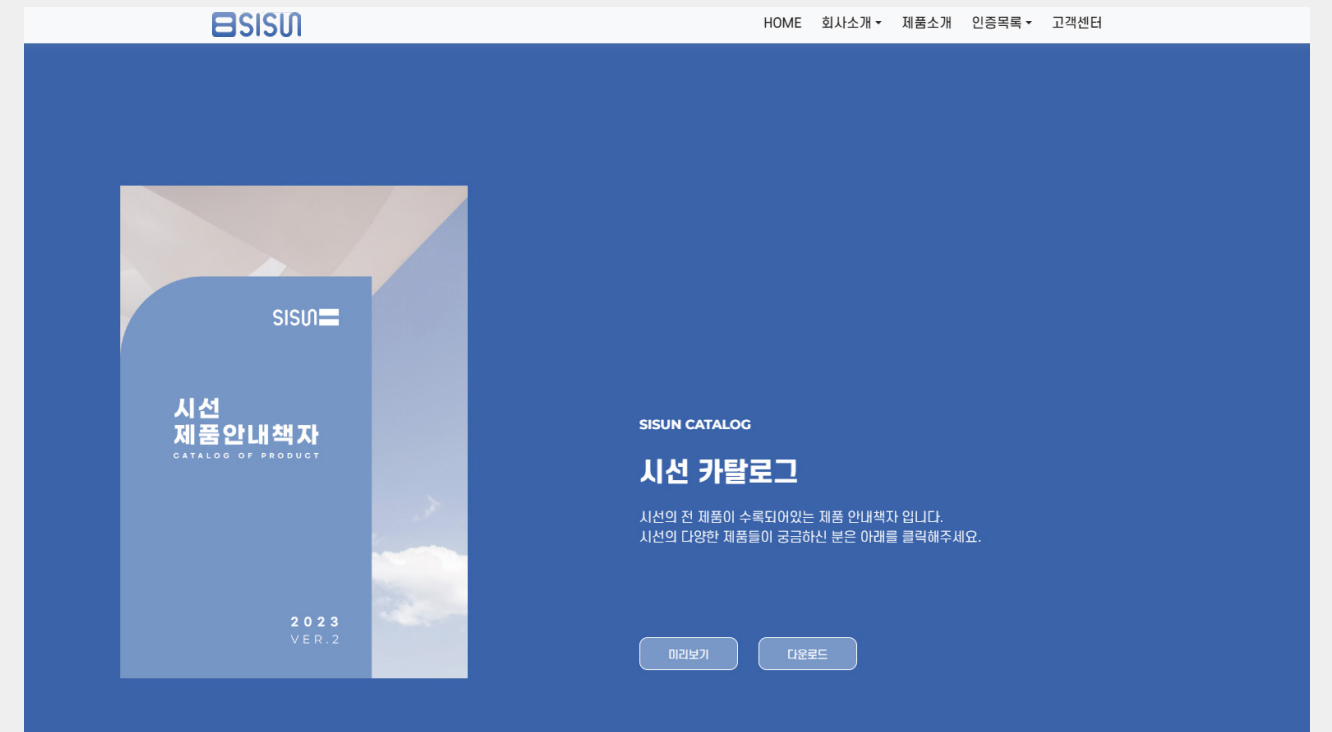 SISUN
HOME 회사소개 제품소개 인증목록 고객센터
SISUN
시선
제품안내책자
CATALOG OF PRODUCT
2023
VER.2
SISUN CATALOG
시선 카탈로그
시선의 전 제품이 수록되어있는 제품 안내책자 입니다.
시선의 다양한 제품들이 궁금하신 분은 아래를 클릭해주세요.
미리보기 다운로드